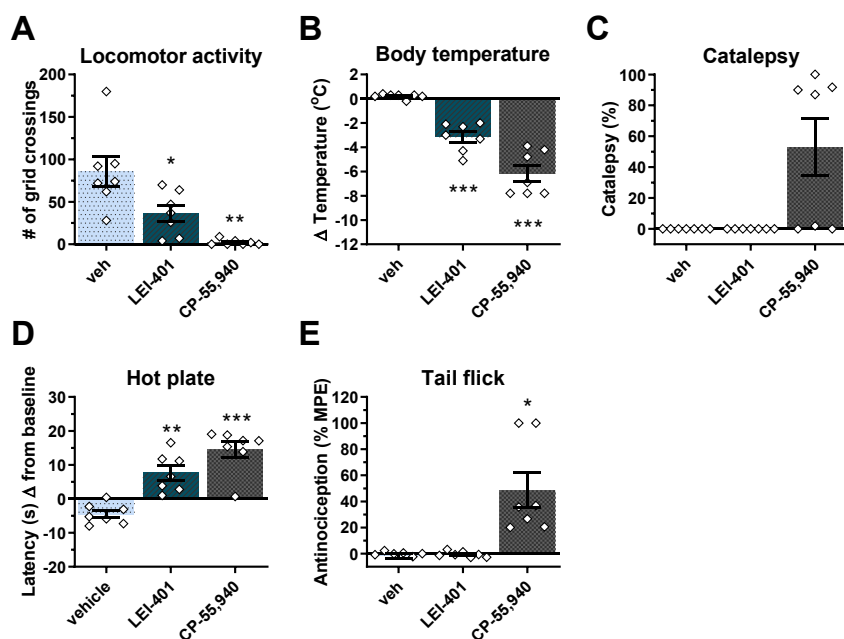 A
Locomotor activity
# of grid crossings
200
150
100
50
0
*
**
veh
LEI-401
CP-55,940
B
Body temperature
Δ Temperature (°C)
2
0
-2
-4
-6
-8
-10
-12
***
***
veh
LEI-401
CP-55,940
C
Catalepsy
Catalepsy (%)
100
80
60
40
20
0
veh
LEI-401
CP-55,940
D
Hot plate
Latency (s) Δ from baseline
30
20
10
0
-10
-20
**
***
vehicle
LEI-401
CP-55,940
E
Tail flick
Antinociception (% MPE)
120
100
80
60
40
20
0
*
veh
LEI-401
CP-55,940